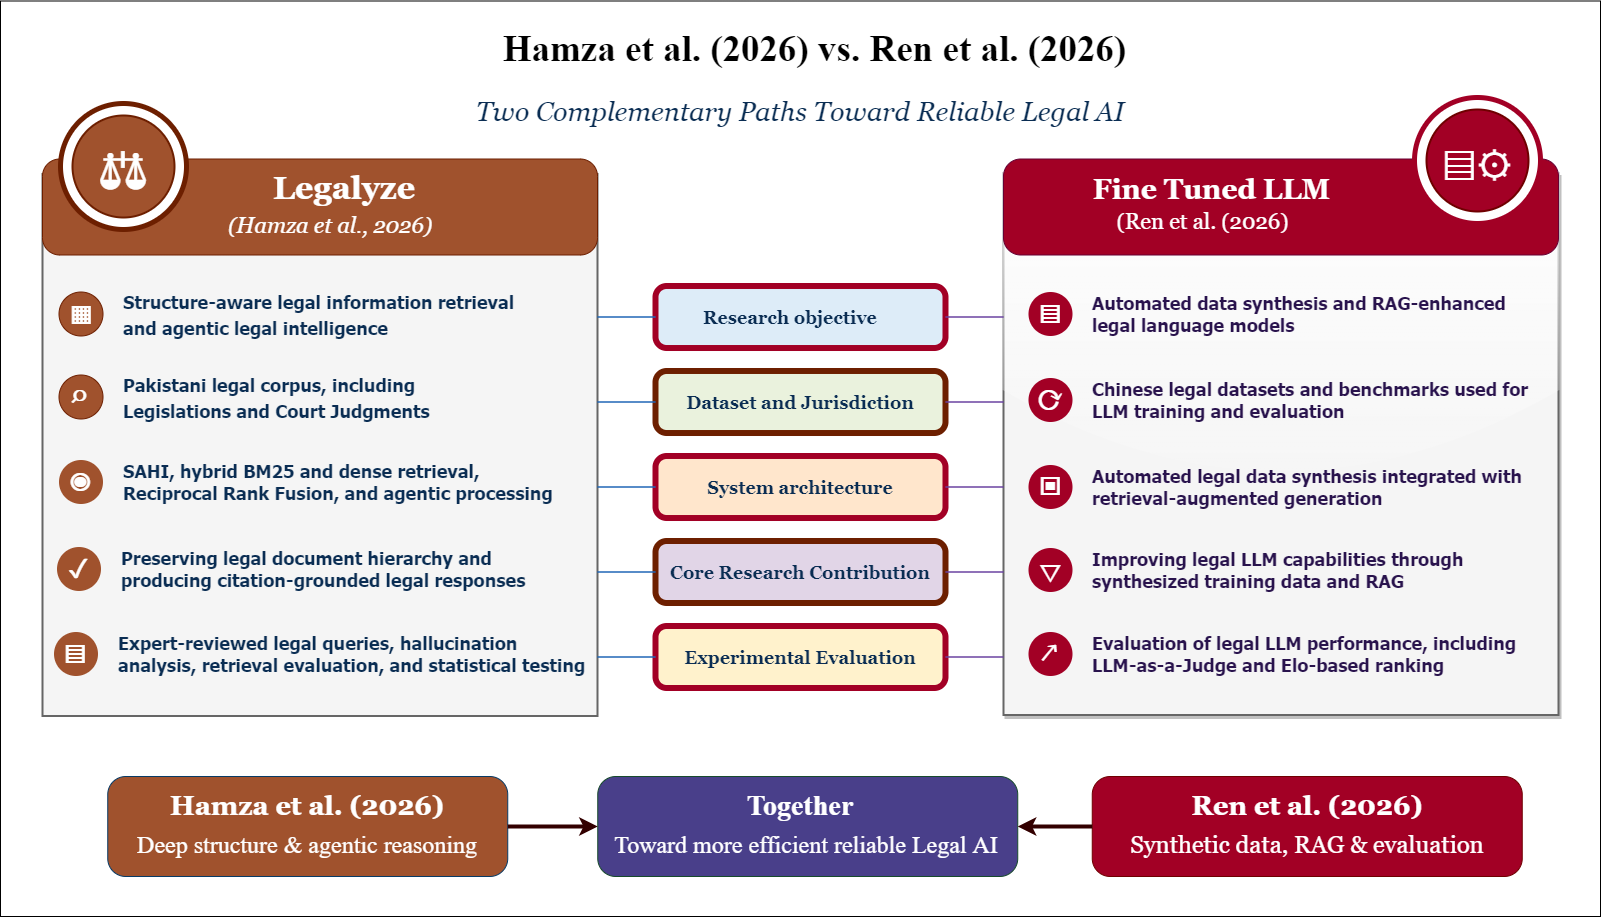 Hamza et al. (2026) vs. Ren et al. (2026)
Two Complementary Paths Toward Reliable Legal AI
Legalyze
(Hamza et al., 2026)
Structure-aware legal information retrieval
and agentic legal intelligence
Pakistani legal corpus, including
Legislations and Court Judgments
SAHI, hybrid BM25 and dense retrieval,
Reciprocal Rank Fusion, and agentic processing
Preserving legal document hierarchy and
producing citation-grounded legal responses
Expert-reviewed legal queries, hallucination
analysis, retrieval evaluation, and statistical testing
Research objective
Dataset and Jurisdiction
System architecture
Core Research Contribution
Experimental Evaluation
Fine Tuned LLM
(Ren et al. (2026)
Automated data synthesis and RAG-enhanced
legal language models
Chinese legal datasets and benchmarks used for
LLM training and evaluation
Automated legal data synthesis integrated with
retrieval-augmented generation
Improving legal LLM capabilities through
synthesized training data and RAG
Evaluation of legal LLM performance, including
LLM-as-a-Judge and Elo-based ranking
Hamza et al. (2026)
Deep structure & agentic reasoning
Together
Toward more efficient reliable Legal AI
Ren et al. (2026)
Synthetic data, RAG & evaluation